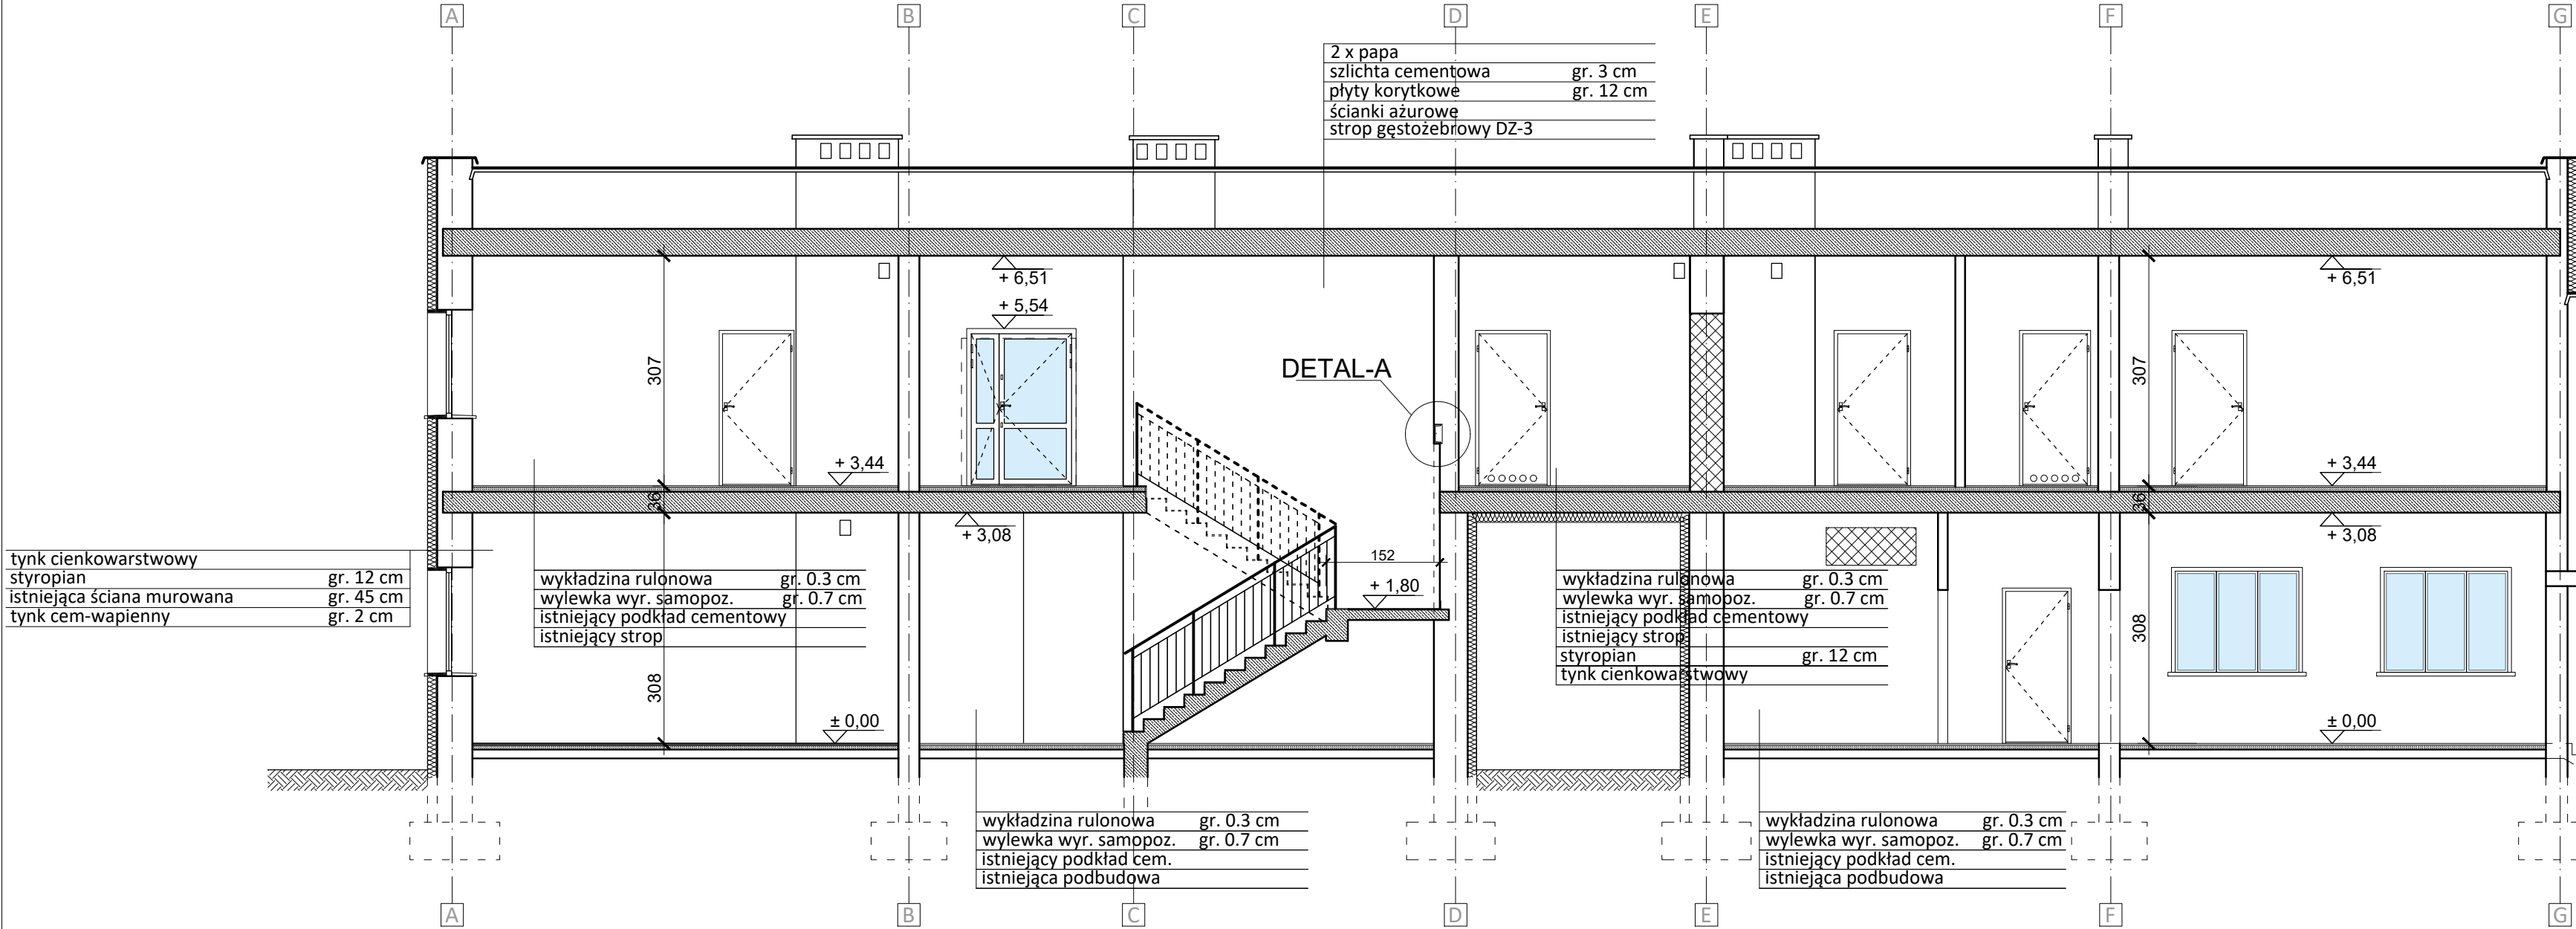 A B C D E F G
2 x papa
szlichta cementowa gr. 3 cm
płyty korytkowe gr. 12 cm
ścianki ażurowe
strop gęstożebrowy DZ-3
+ 6,51
+ 5,54
+ 6,51
307
DETAL-A
307
+ 3,44
+ 3,44
36
36
+ 3,08
+ 3,08
tynk cienkowarstwowy
styropian gr. 12 cm
istniejąca ściana murowana gr. 45 cm
tynk cem-wapienny gr. 2 cm
wykładzina rulonowa gr. 0.3 cm
wylewka wyr. samopoz. gr. 0.7 cm
istniejący podkład cementowy
istniejący strop
152
+ 1,80
wykładzina rulonowa gr. 0.3 cm
wylewka wyr. samopoz. gr. 0.7 cm
istniejący podkład cementowy
istniejący strop
styropian gr. 12 cm
tynk cienkowarstwowy
308
308
± 0,00
± 0,00
wykładzina rulonowa gr. 0.3 cm
wylewka wyr. samopoz. gr. 0.7 cm
istniejący podkład cem.
istniejąca podbudowa
wykładzina rulonowa gr. 0.3 cm
wylewka wyr. samopoz. gr. 0.7 cm
istniejący podkład cem.
istniejąca podbudowa
A B C D E F G